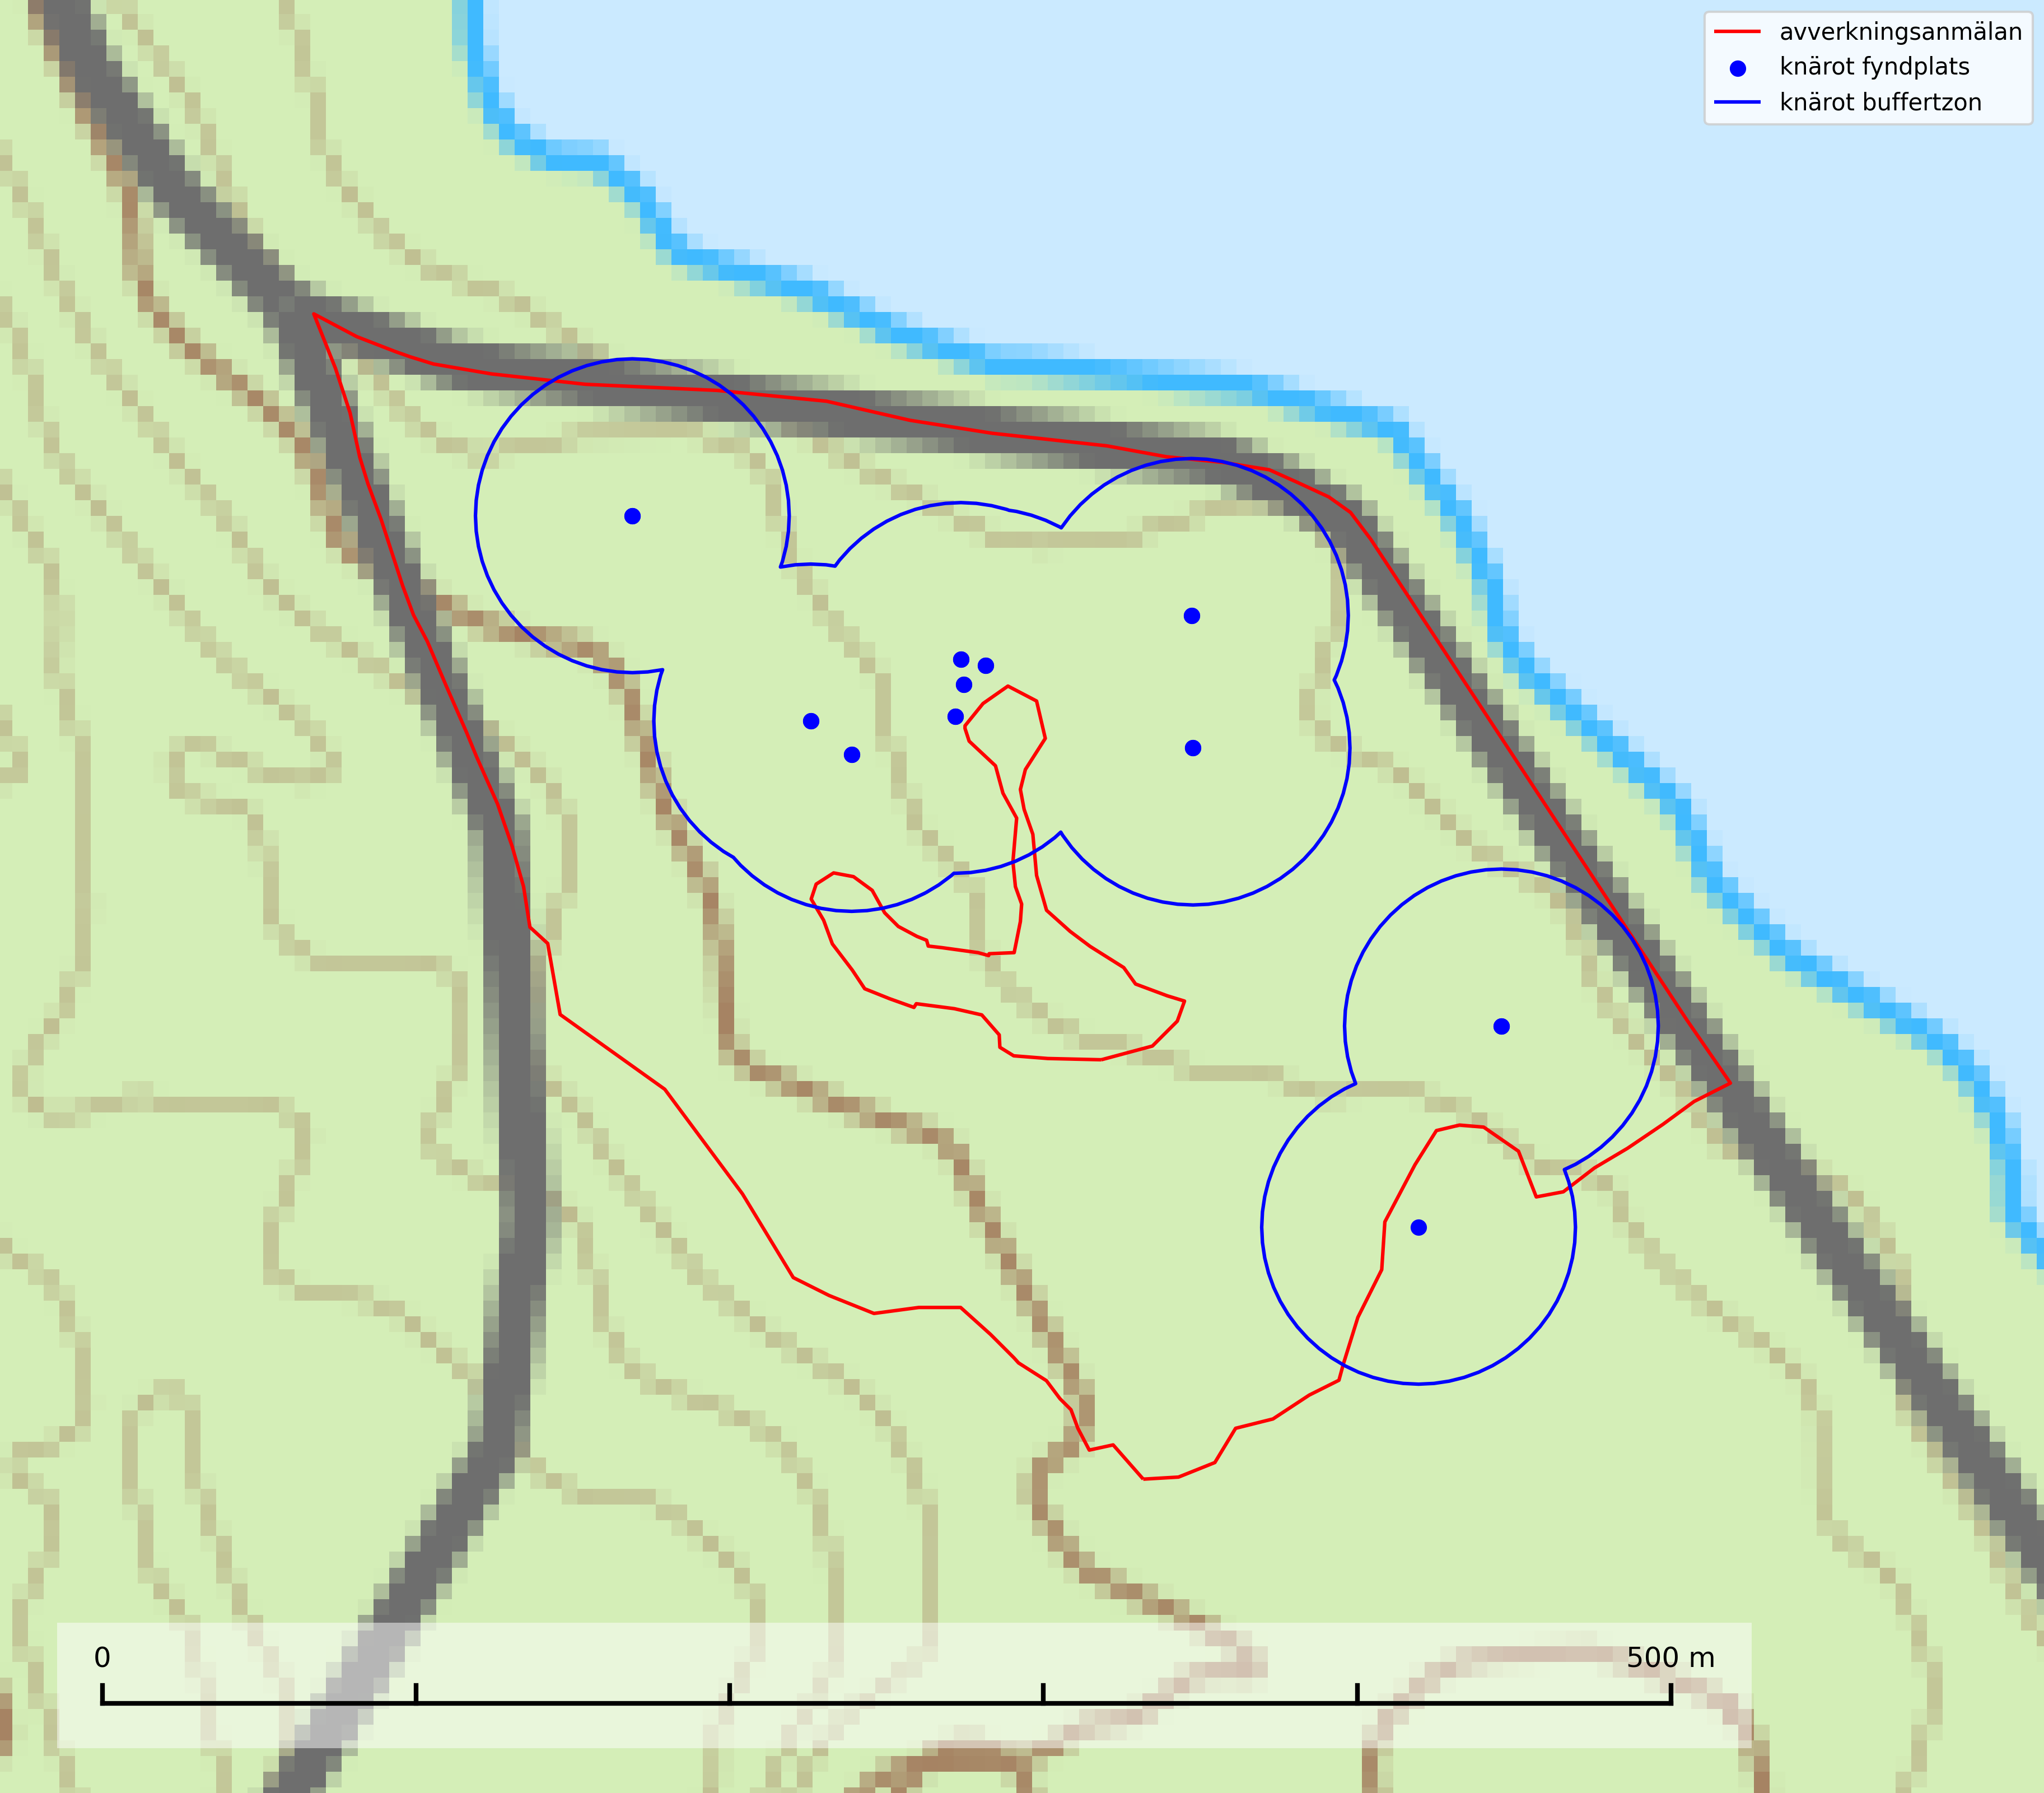 avverkningsanmälan
knärot fyndplats
knärot buffertzon
0 500 m